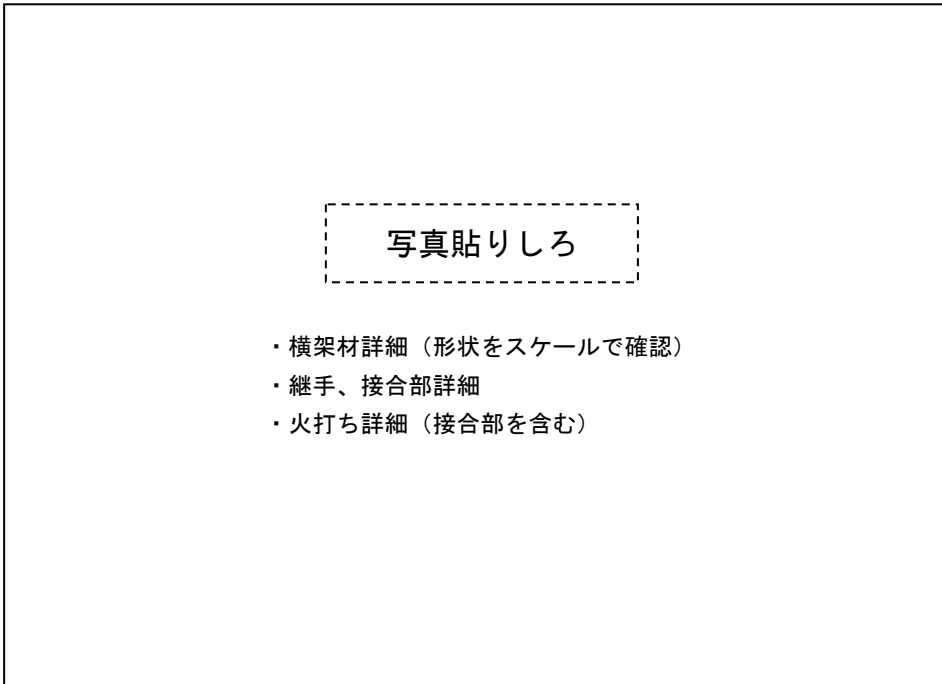 写真貼りしろ
・横架材詳細（形状をスケールで確認）
・継手、接合部詳細
・火打ち詳細（接合部を含む）